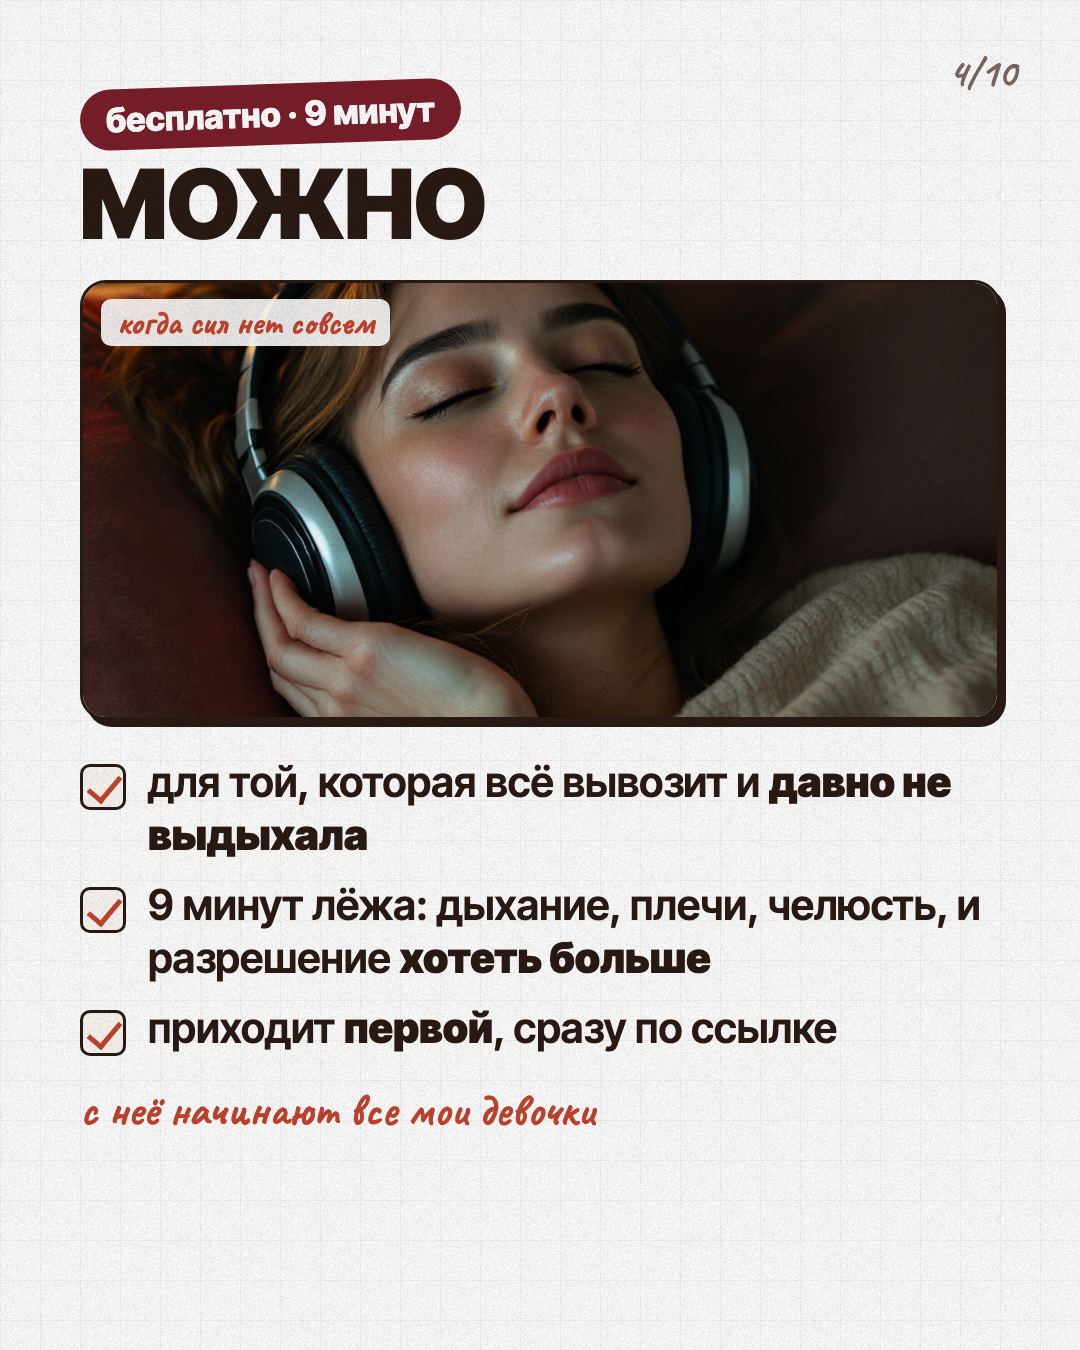 4/10
бесплатно · 9 минут
МОЖНО
когда сил нет совсем
для той, которая всё вывозит и давно не
выдыхала
9 минут лёжа: дыхание, плечи, челюсть, и
разрешение хотеть больше
приходит первой, сразу по ссылке
с неё начинают все мои девочки